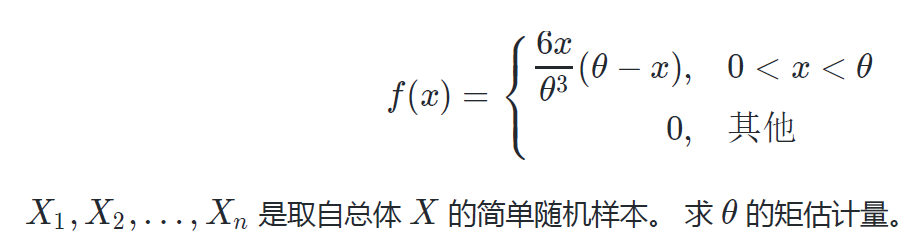 f(x) = { 6x/θ³ (θ − x), 0 < x < θ
0, 其他
X₁, X₂, . . . , Xₙ 是取自总体 X 的简单随机样本。 求 θ 的矩估计量。